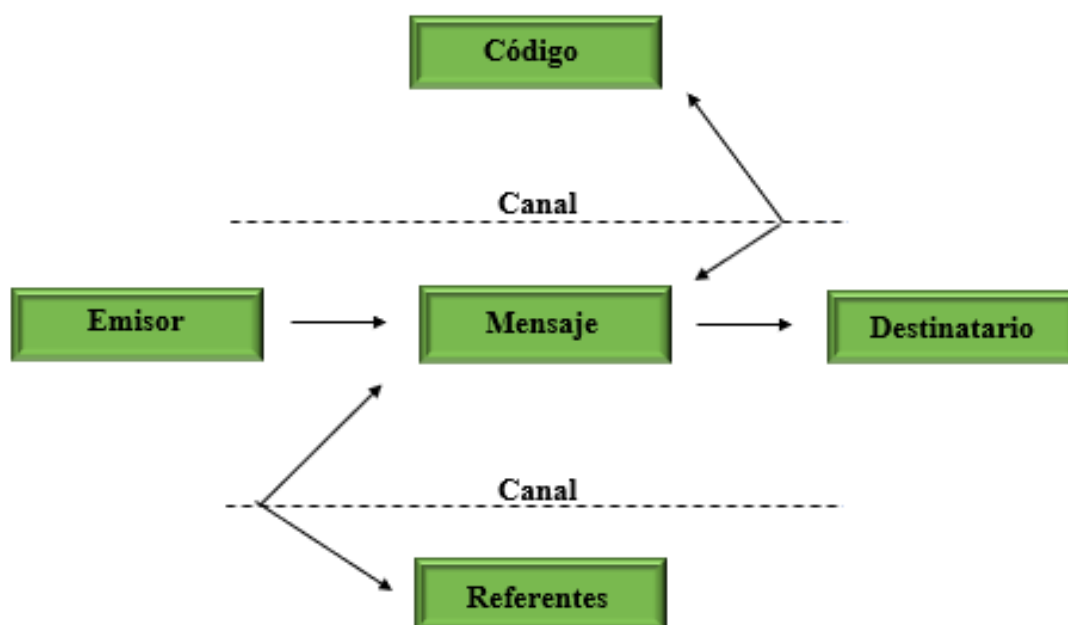 Código
Canal
Emisor
Mensaje
Destinatario
Canal
Referentes